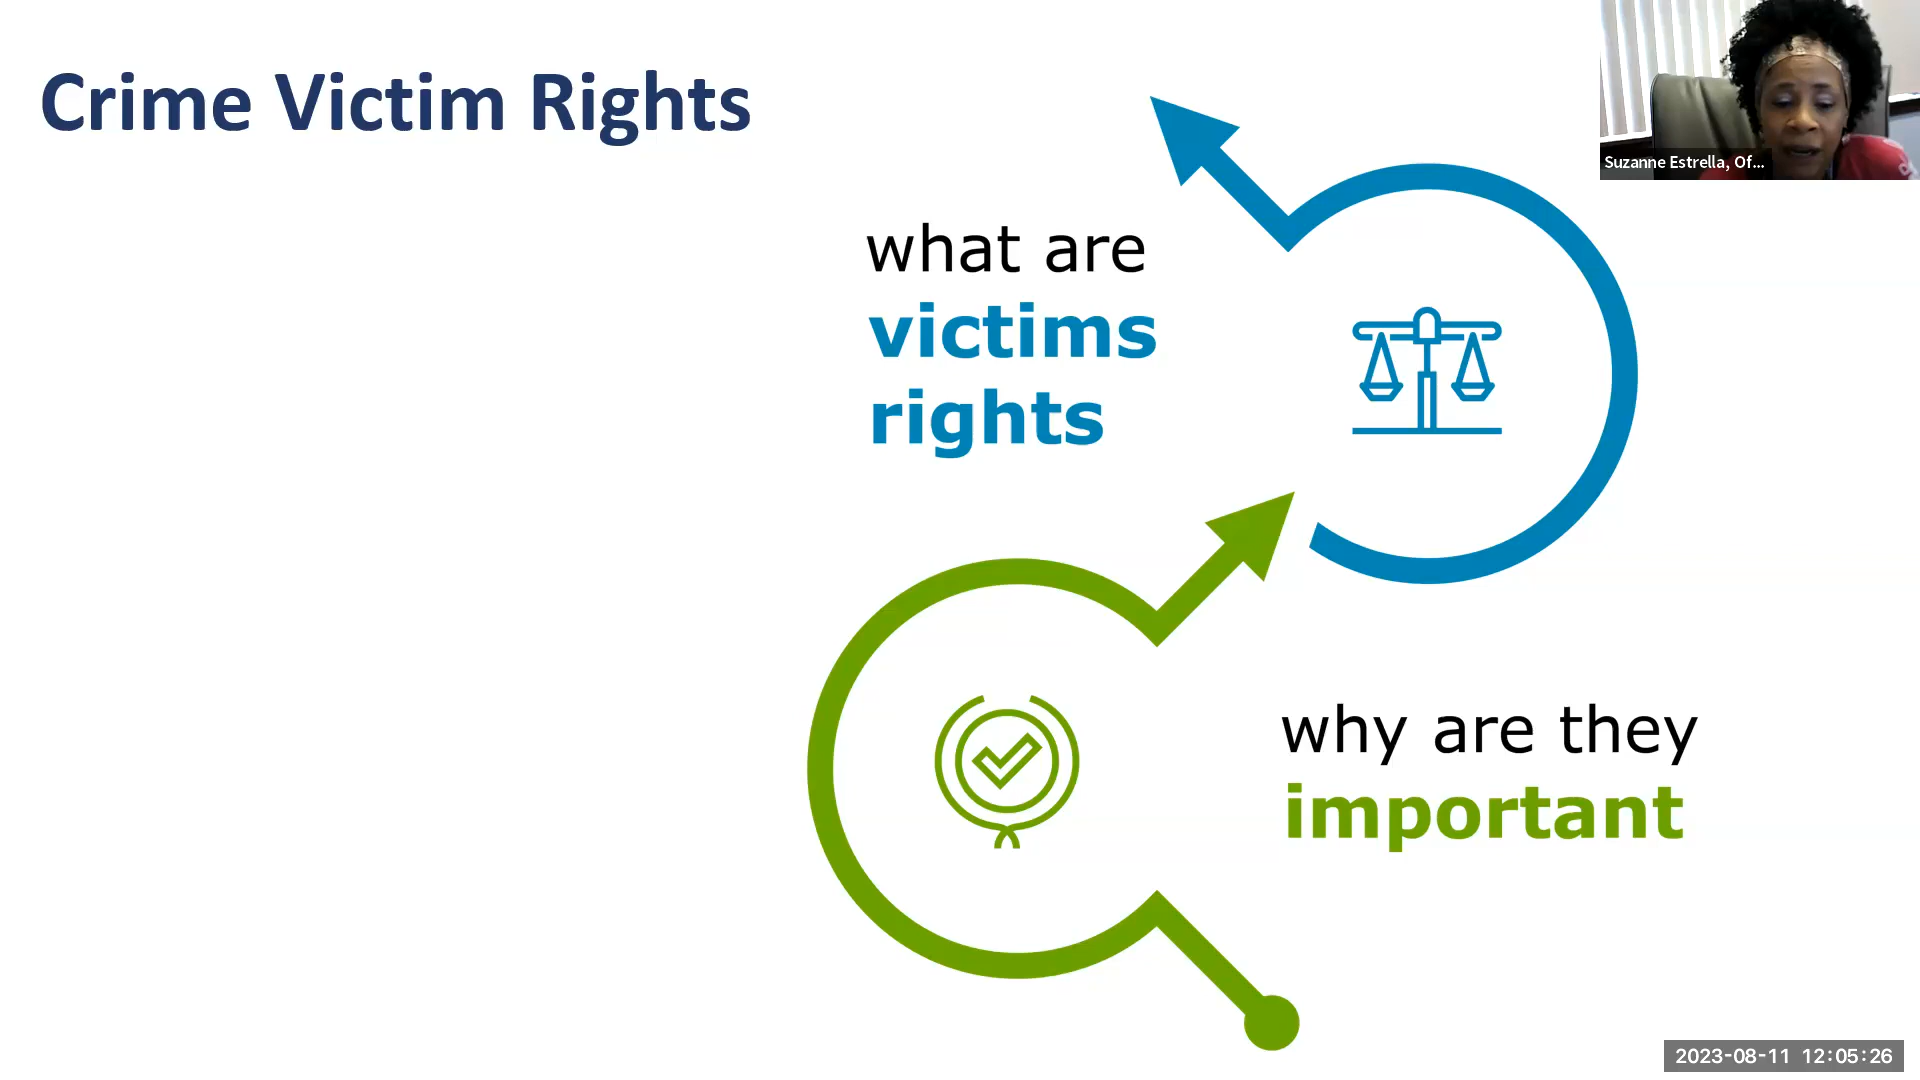 Crime Victim Rights
Suzanne Estrella, Of...
what are
victims
rights
why are they
important
2023-08-11 12:05:26